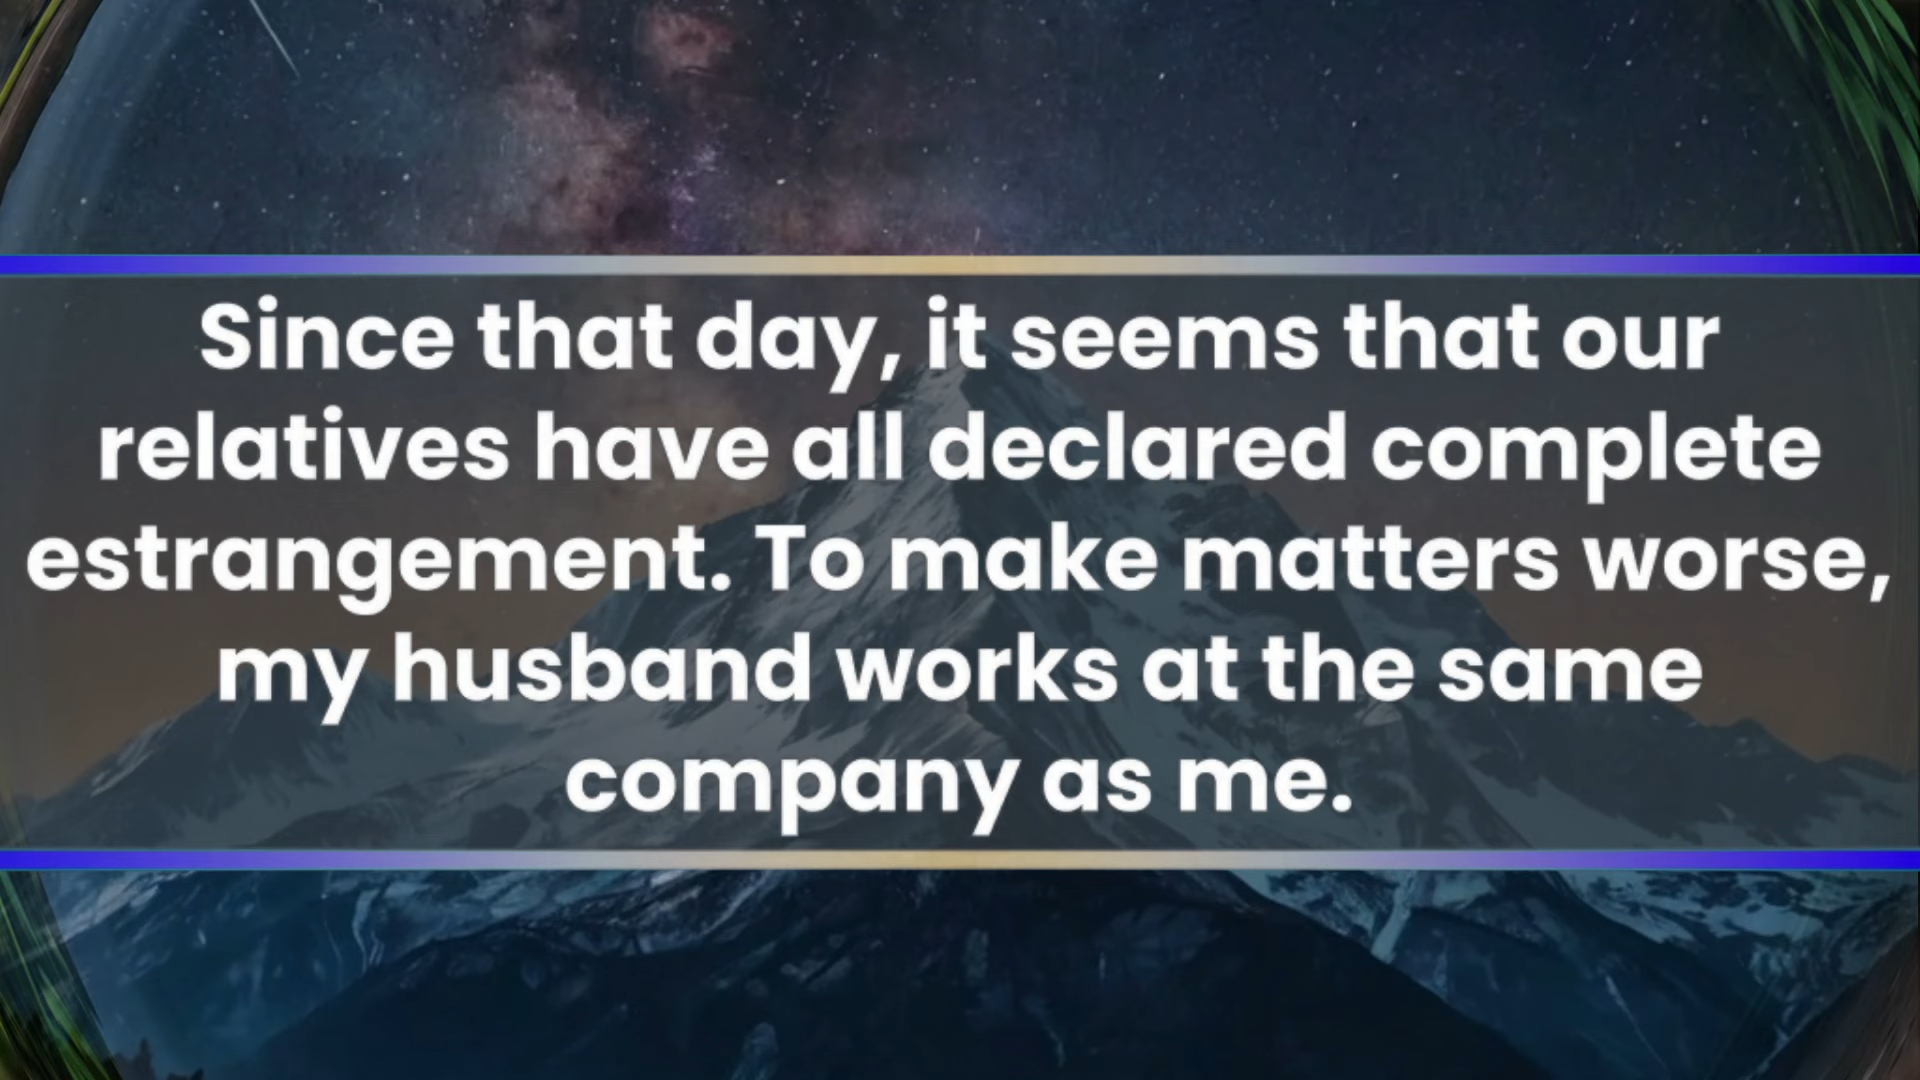 Since that day, it seems that our
relatives have all declared complete
estrangement. To make matters worse,
my husband works at the same
company as me.